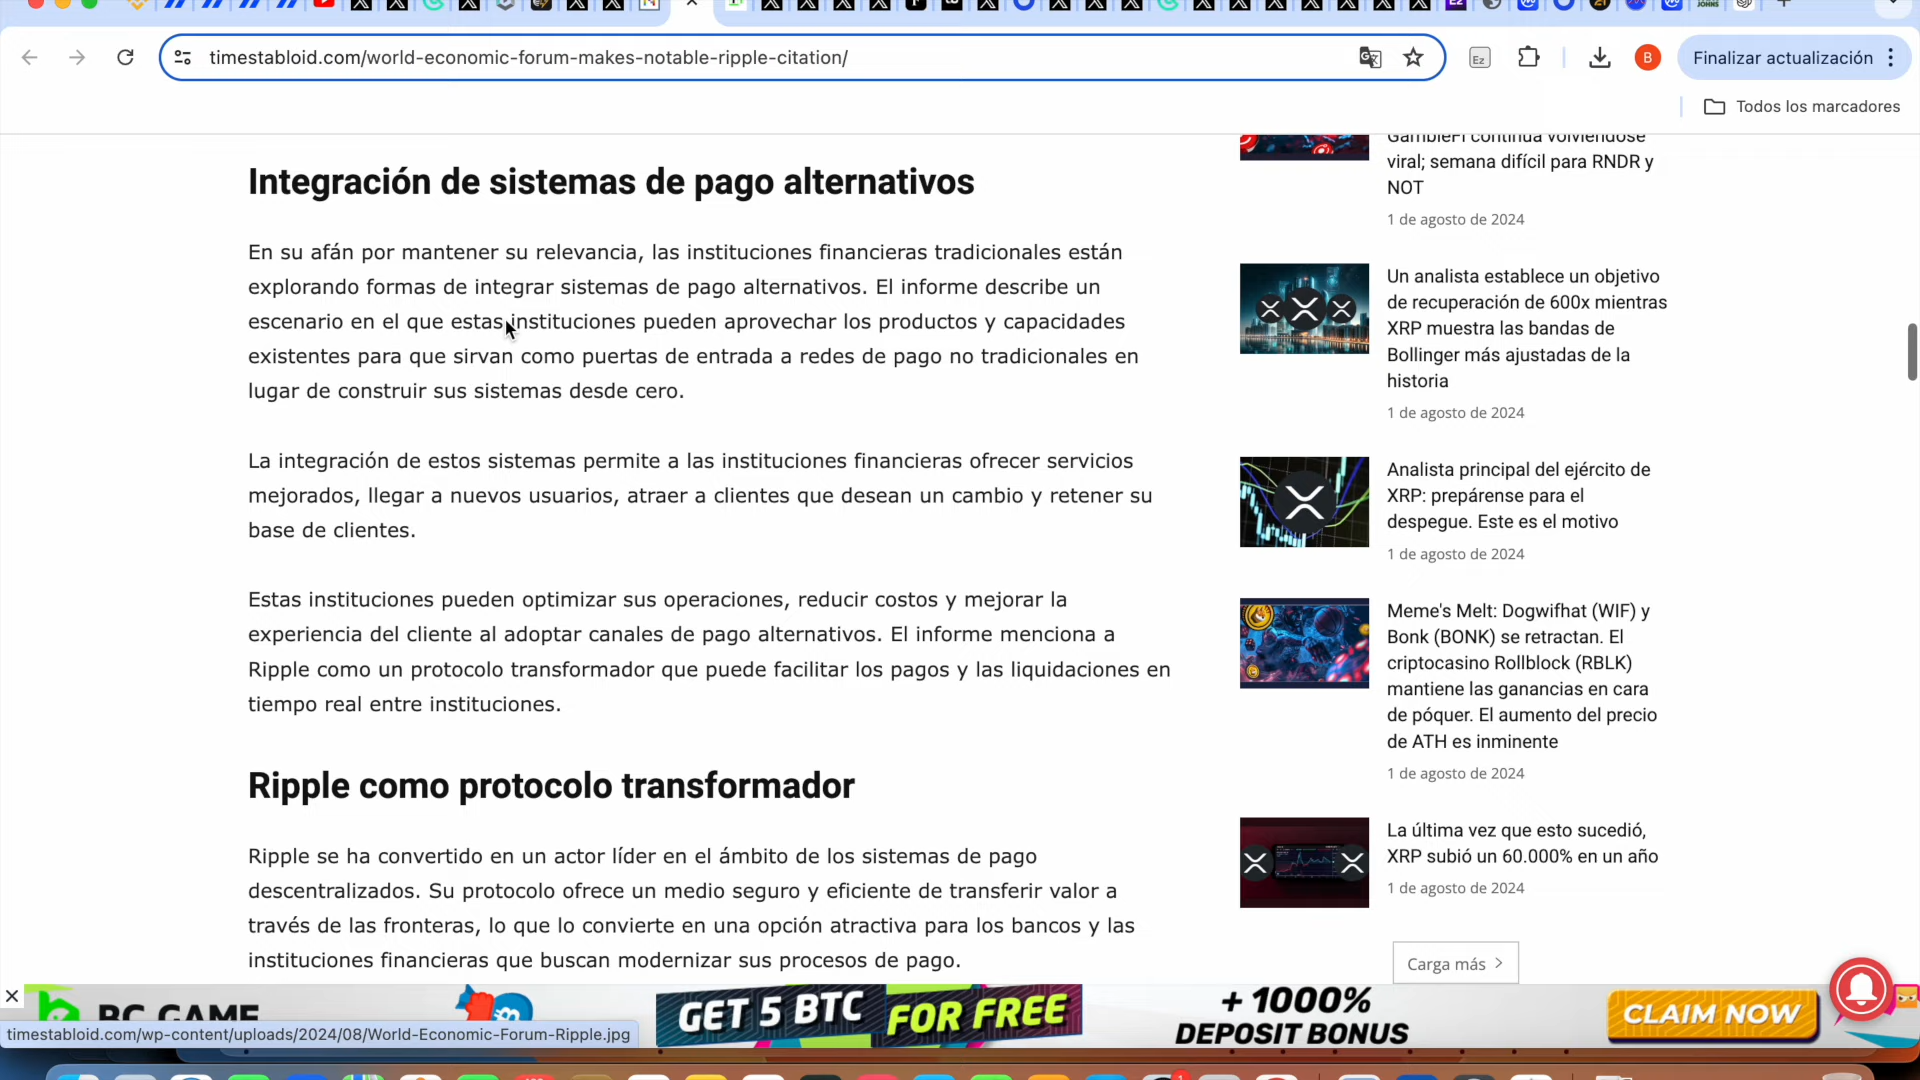 timestabloid.com/world-economic-forum-makes-notable-ripple-citation/
Ez
B
Finalizar actualización
Todos los marcadores
Integración de sistemas de pago alternativos
En su afán por mantener su relevancia, las instituciones financieras tradicionales están
explorando formas de integrar sistemas de pago alternativos. El informe describe un
escenario en el que estas instituciones pueden aprovechar los productos y capacidades
existentes para que sirvan como puertas de entrada a redes de pago no tradicionales en
lugar de construir sus sistemas desde cero.
La integración de estos sistemas permite a las instituciones financieras ofrecer servicios
mejorados, llegar a nuevos usuarios, atraer a clientes que desean un cambio y retener su
base de clientes.
Estas instituciones pueden optimizar sus operaciones, reducir costos y mejorar la
experiencia del cliente al adoptar canales de pago alternativos. El informe menciona a
Ripple como un protocolo transformador que puede facilitar los pagos y las liquidaciones en
tiempo real entre instituciones.
Ripple como protocolo transformador
Ripple se ha convertido en un actor líder en el ámbito de los sistemas de pago
descentralizados. Su protocolo ofrece un medio seguro y eficiente de transferir valor a
través de las fronteras, lo que lo convierte en una opción atractiva para los bancos y las
instituciones financieras que buscan modernizar sus procesos de pago.
GambleFi continúa volviéndose
viral; semana difícil para RNDR y
NOT
1 de agosto de 2024
Un analista establece un objetivo
de recuperación de 600x mientras
XRP muestra las bandas de
Bollinger más ajustadas de la
historia
1 de agosto de 2024
Analista principal del ejército de
XRP: prepárense para el
despegue. Este es el motivo
1 de agosto de 2024
Meme's Melt: Dogwifhat (WIF) y
Bonk (BONK) se retractan. El
criptocasino Rollblock (RBLK)
mantiene las ganancias en cara
de póquer. El aumento del precio
de ATH es inminente
1 de agosto de 2024
La última vez que esto sucedió,
XRP subió un 60.000% en un año
1 de agosto de 2024
Carga más
BC.GAME
GET 5 BTC FOR FREE
+ 1000%
DEPOSIT BONUS
CLAIM NOW
timestabloid.com/wp-content/uploads/2024/08/World-Economic-Forum-Ripple.jpg